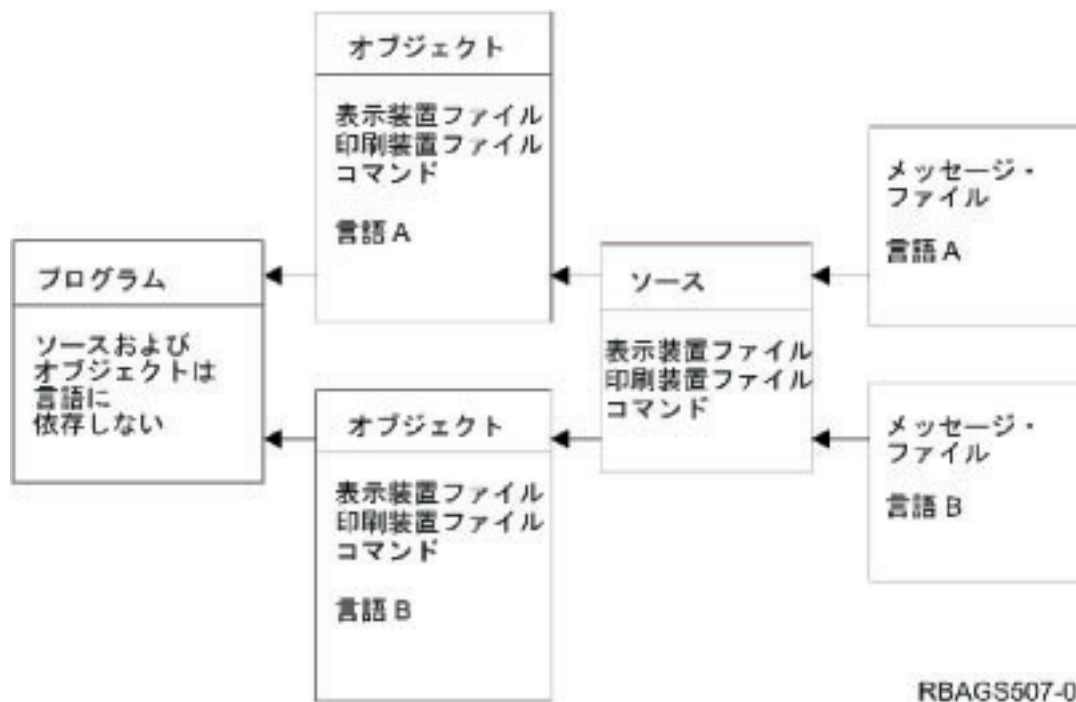 オブジェクト
表示装置ファイル
印刷装置ファイル
コマンド
言語 A
メッセージ・
ファイル
言語 A
プログラム
ソースおよび
オブジェクトは
言語に
依存しない
ソース
表示装置ファイル
印刷装置ファイル
コマンド
オブジェクト
表示装置ファイル
印刷装置ファイル
コマンド
言語 B
メッセージ・
ファイル
言語 B
RBAGS507-0